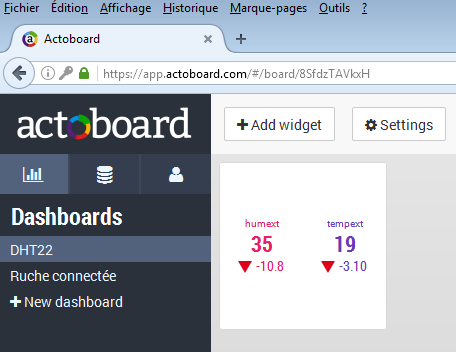 Fichier Édition Affichage Historique Marque-pages Outils ?
Actoboard
https://app.actoboard.com/#/board/8SfdzTAVkxH
actoboard
Add widget
Settings
Dashboards
DHT22
Ruche connectée
New dashboard
humext
tempext
35
19
-10.8
-3.10